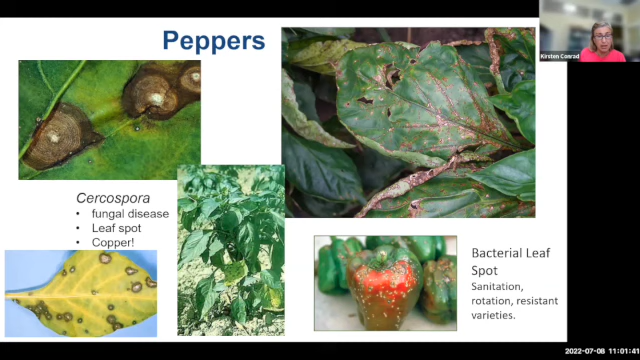 Peppers
Kirsten Conrad
Cercospora
• fungal disease
• Leaf spot
• Copper!
Bacterial Leaf
Spot
Sanitation,
rotation, resistant
varieties.
2022-07-08 11:01:41